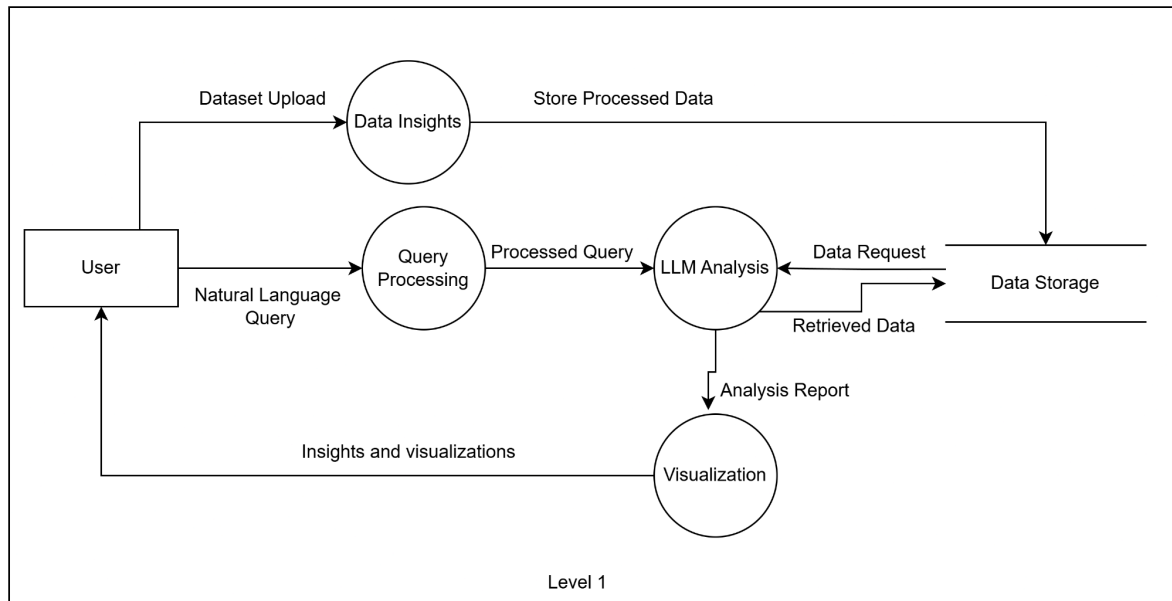 Dataset Upload
Store Processed Data
Data Insights
User
Natural Language
Query
Query
Processing
Processed Query
LLM Analysis
Data Request
Retrieved Data
Data Storage
Analysis Report
Insights and visualizations
Visualization
Level 1